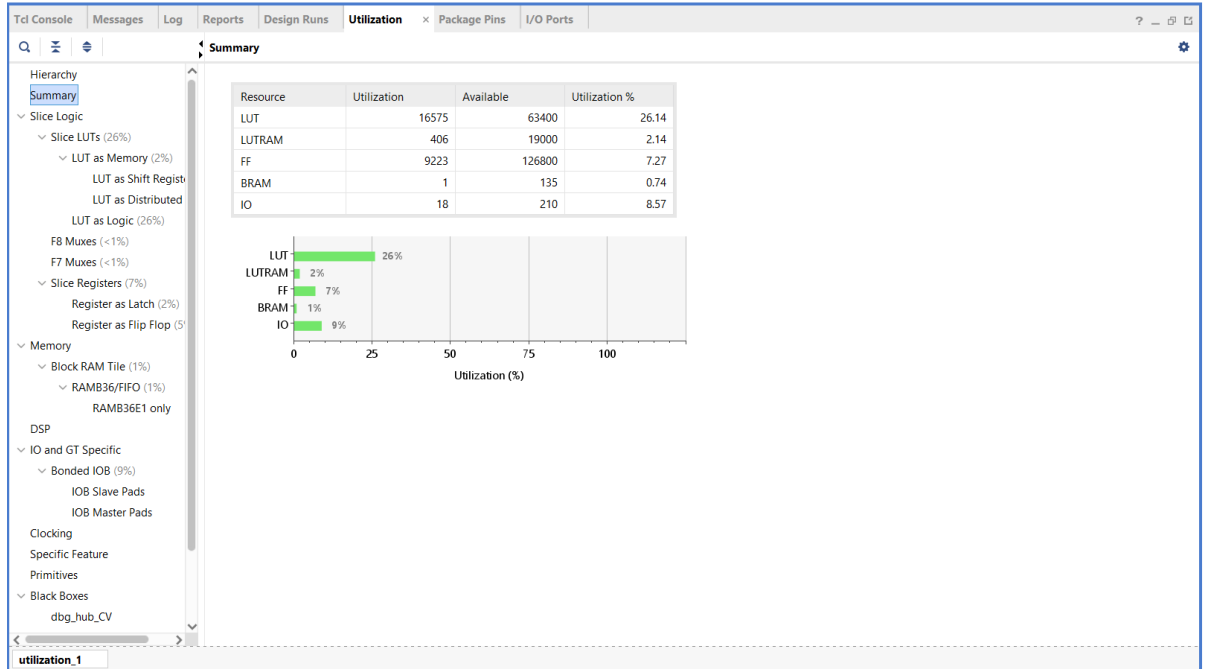 Tcl Console Messages Log Reports Design Runs Utilization × Package Pins I/O Ports ? _
Summary
Hierarchy
Summary
Slice Logic
Slice LUTs (26%)
LUT as Memory (2%)
LUT as Shift Registe
LUT as Distributed
LUT as Logic (26%)
F8 Muxes (<1%)
F7 Muxes (<1%)
Slice Registers (7%)
Register as Latch (2%)
Register as Flip Flop (5%
Memory
Block RAM Tile (1%)
RAMB36/FIFO (1%)
RAMB36E1 only
DSP
IO and GT Specific
Bonded IOB (9%)
IOB Slave Pads
IOB Master Pads
Clocking
Specific Feature
Primitives
Black Boxes
dbg_hub_CV
Resource Utilization Available Utilization %
LUT 16575 63400 26.14
LUTRAM 406 19000 2.14
FF 9223 126800 7.27
BRAM 1 135 0.74
IO 18 210 8.57
LUT 26%
LUTRAM 2%
FF 7%
BRAM 1%
IO 9%
0 25 50 75 100
Utilization (%)
utilization_1